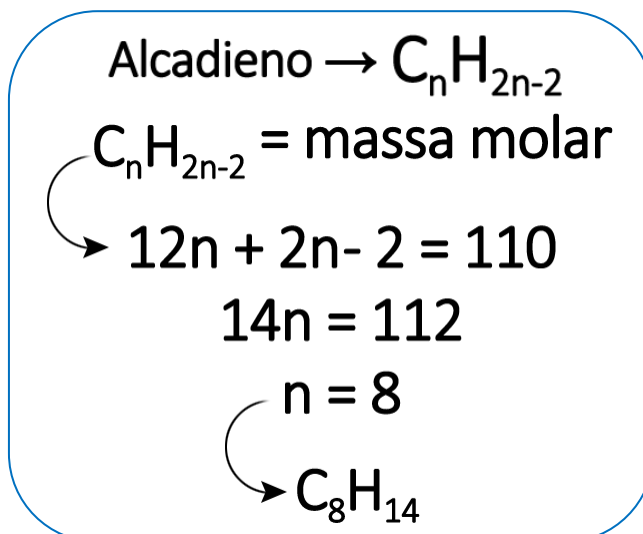 Alcadieno → CₙH₂ₙ₋₂
CₙH₂ₙ₋₂ = massa molar
12n + 2n- 2 = 110
14n = 112
n = 8
C₈H₁₄